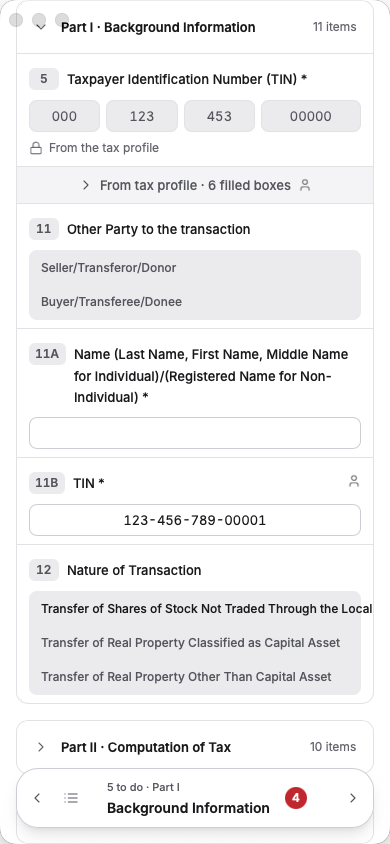 Part I · Background Information 11 items
5 Taxpayer Identification Number (TIN) *
000 123 453 00000
From the tax profile
From tax profile · 6 filled boxes
11 Other Party to the transaction
Seller/Transferor/Donor
Buyer/Transferee/Donee
11A Name (Last Name, First Name, Middle Name
for Individual)/(Registered Name for Non-
Individual) *
11B TIN *
123-456-789-00001
12 Nature of Transaction
Transfer of Shares of Stock Not Traded Through the Local
Transfer of Real Property Classified as Capital Asset
Transfer of Real Property Other Than Capital Asset
Part II · Computation of Tax 10 items
5 to do · Part I
Background Information 4